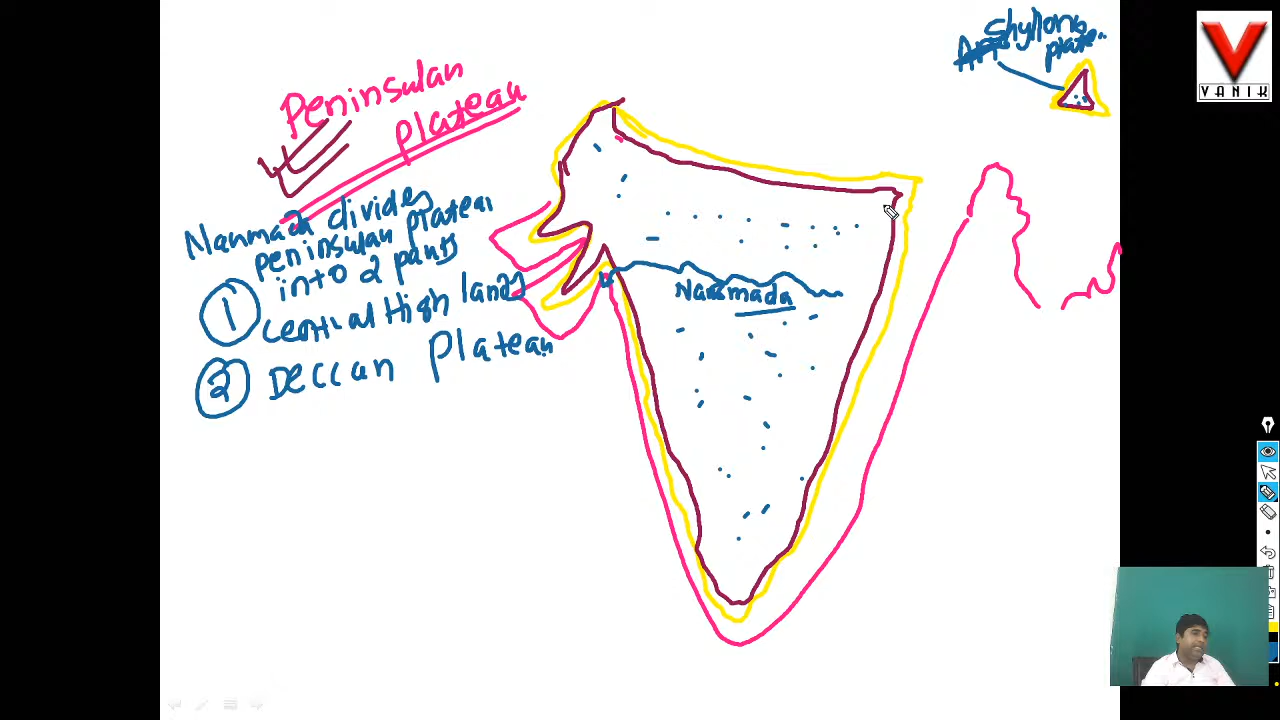 Peninsular
plateau
Narmada divides
peninsular plateau
into 2 parts
1 Central High lands
2 Deccan Plateau
Narmada
Shyllong
plate..
VANIK